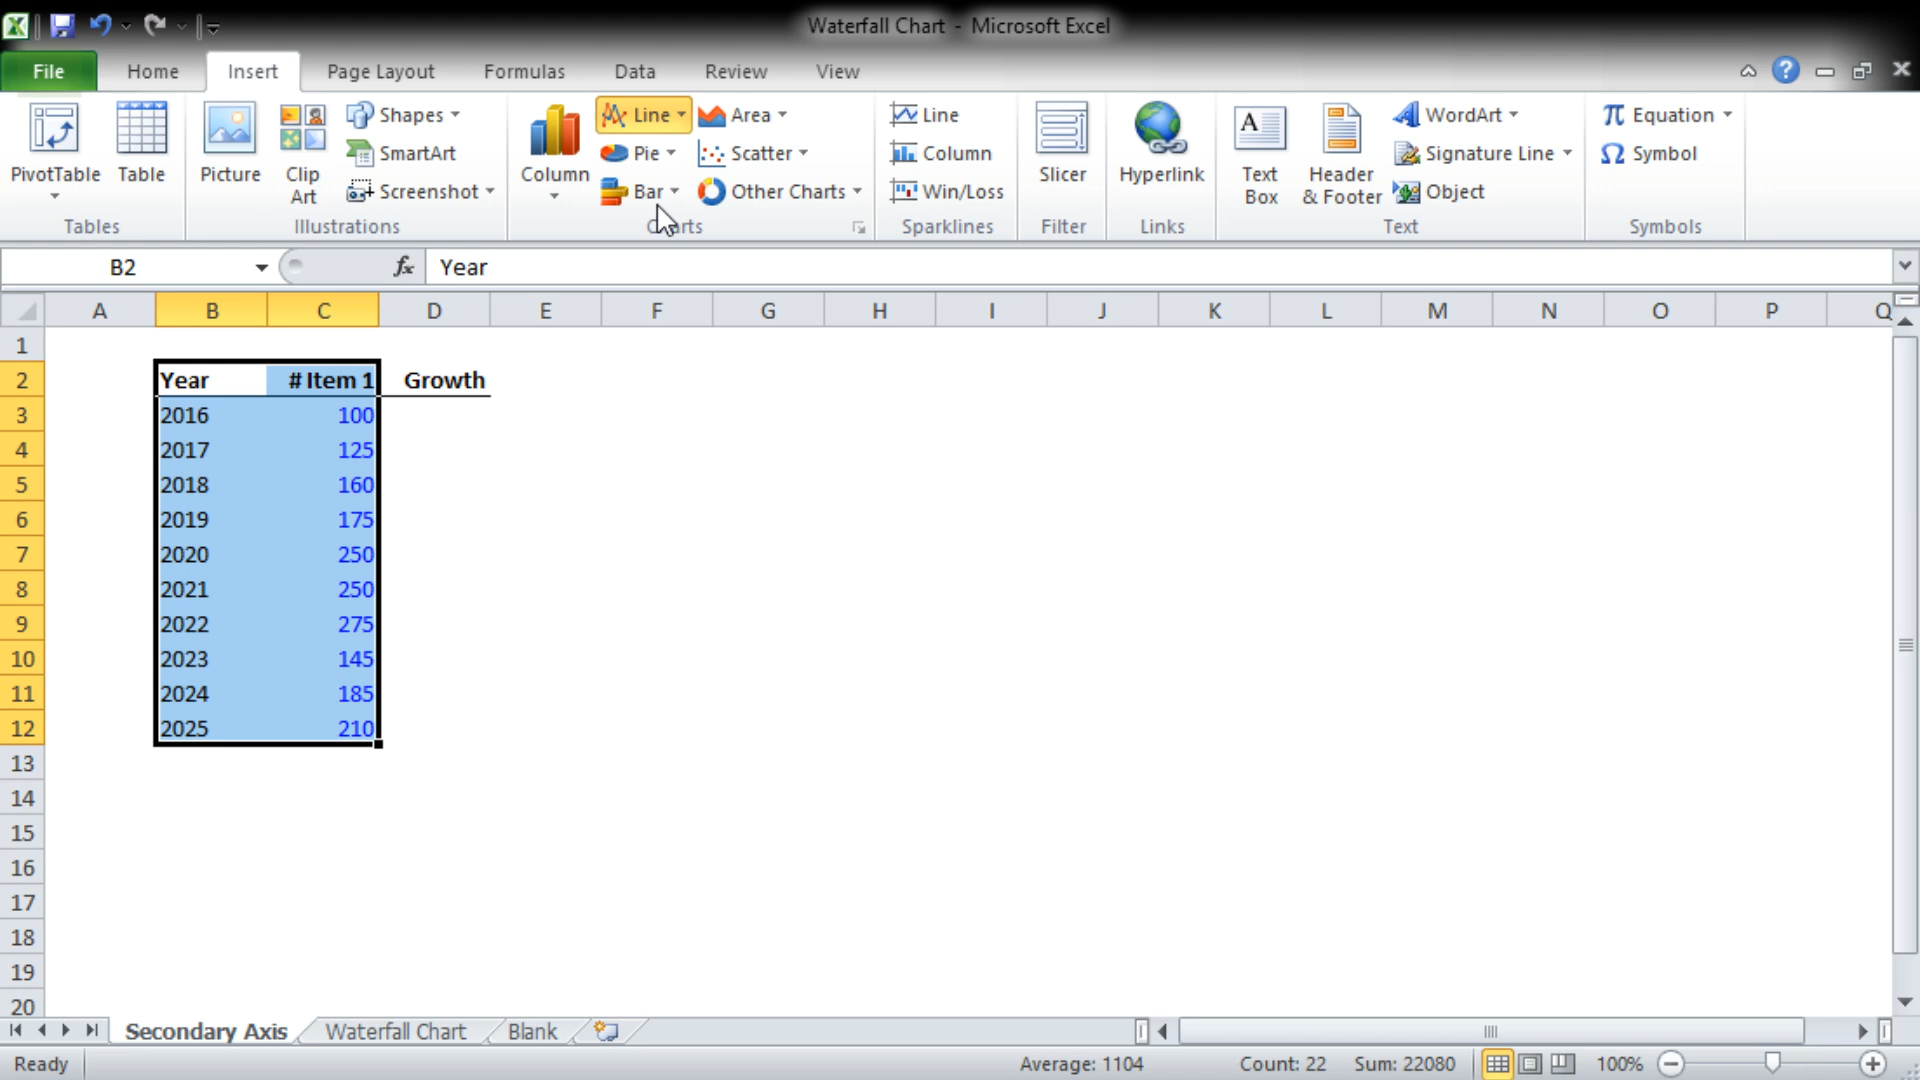 Waterfall Chart - Microsoft Excel
File Home Insert Page Layout Formulas Data Review View
PivotTable Table Picture Clip Art Shapes SmartArt Screenshot Column Line Pie Bar Area Scatter Other Charts Line Column Win/Loss Slicer Hyperlink Text Box Header & Footer WordArt Signature Line Object Equation Symbol
Tables Illustrations Sparklines Filter Links Text Symbols
B2 fx Year
A B C D E F G H I J K L M N O P Q
1
2 Year # Item 1 Growth
3 2016 100
4 2017 125
5 2018 160
6 2019 175
7 2020 250
8 2021 250
9 2022 275
10 2023 145
11 2024 185
12 2025 210
13
14
15
16
17
18
19
20
Secondary Axis Waterfall Chart Blank
Ready Average: 1104 Count: 22 Sum: 22080 100%